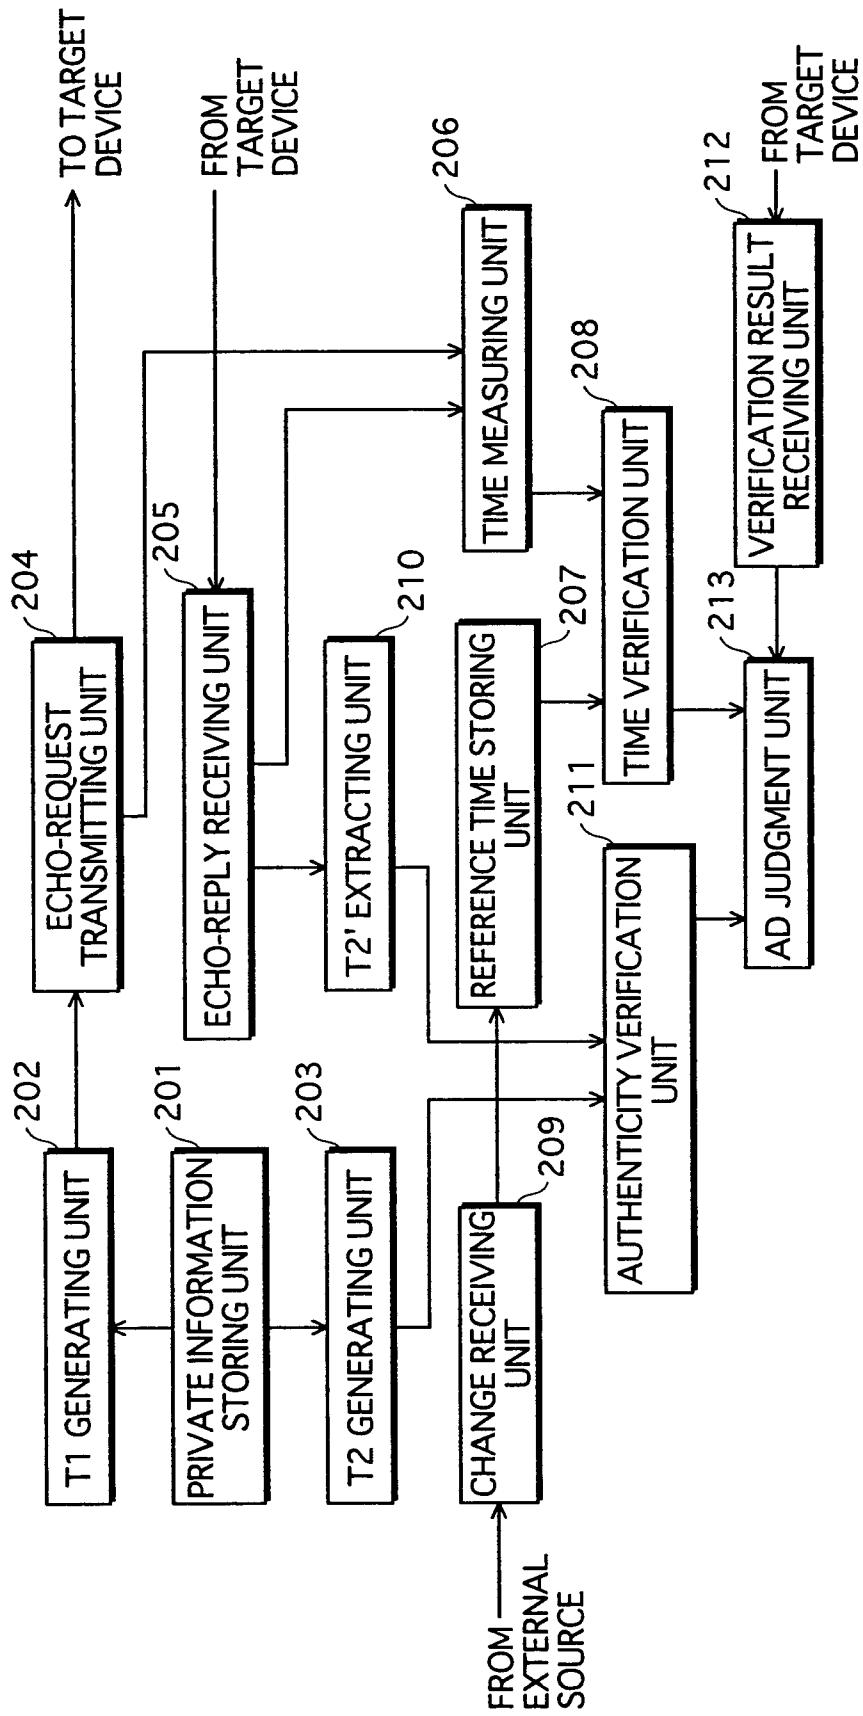 TO TARGET
DEVICE
204
ECHO-REQUEST
TRANSMITTING UNIT
202
T1 GENERATING UNIT
FROM
TARGET
DEVICE
205
ECHO-REPLY RECEIVING UNIT
201
PRIVATE INFORMATION
STORING UNIT
210
T2' EXTRACTING UNIT
203
T2 GENERATING UNIT
206
TIME MEASURING UNIT
REFERENCE TIME STORING
UNIT
207
CHANGE RECEIVING
UNIT
209
FROM
EXTERNAL
SOURCE
208
TIME VERIFICATION UNIT
211
AUTHENTICITY VERIFICATION
UNIT
212
VERIFICATION RESULT
RECEIVING UNIT
FROM
TARGET
DEVICE
213
AD JUDGMENT UNIT